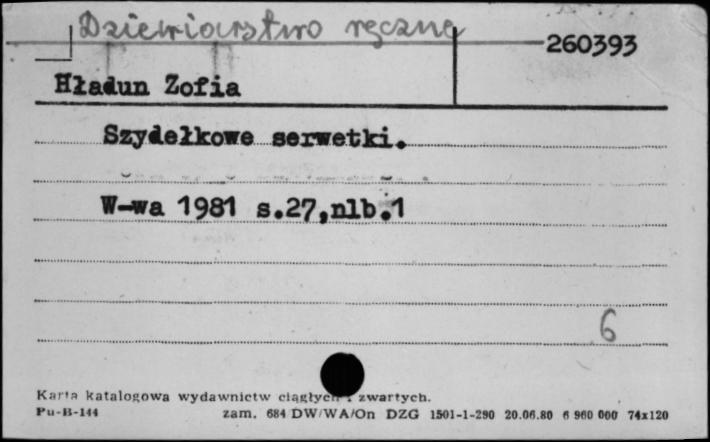 Dziewiarstwo ręczne
260393
Hładun Zofia
Szydełkowe serwetki.
W-wa 1981 s.27,nlb.1
6
Karta katalogowa wydawnictw ciągłych i zwartych.
Pu-B-144 zam. 684 DW/WA/On DZG 1501-1-290 20.06.80 6 960 000 74x120